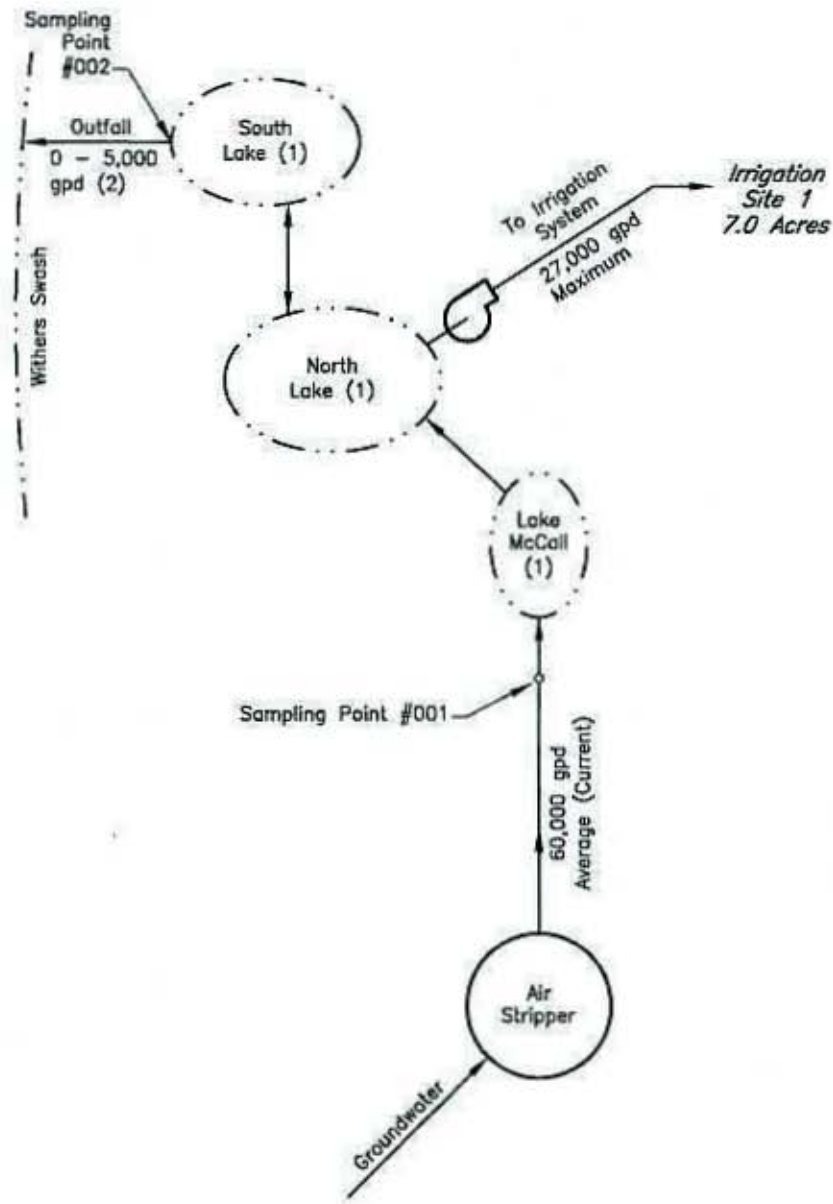 Sampling
Point
#002
Outfall
0 - 5,000
gpd (2)
South
Lake (1)
Withers Swash
To Irrigation
System
27,000 gpd
Maximum
Irrigation
Site 1
7.0 Acres
North
Lake (1)
Lake
McCall
(1)
Sampling Point #001
60,000 gpd
Average (Current)
Air
Stripper
Groundwater